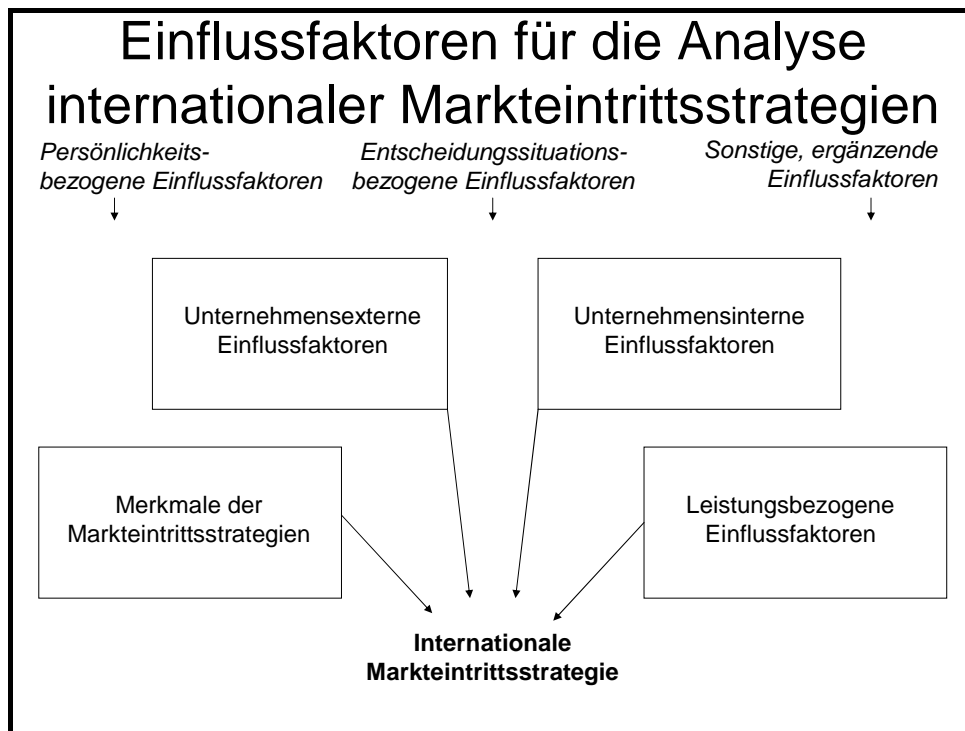 Einflussfaktoren für die Analyse
internationaler Markteintrittsstrategien
Persönlichkeits-
bezogene Einflussfaktoren
Entscheidungssituations-
bezogene Einflussfaktoren
Sonstige, ergänzende
Einflussfaktoren
Unternehmensexterne
Einflussfaktoren
Unternehmensinterne
Einflussfaktoren
Merkmale der
Markteintrittsstrategien
Leistungsbezogene
Einflussfaktoren
Internationale
Markteintrittsstrategie